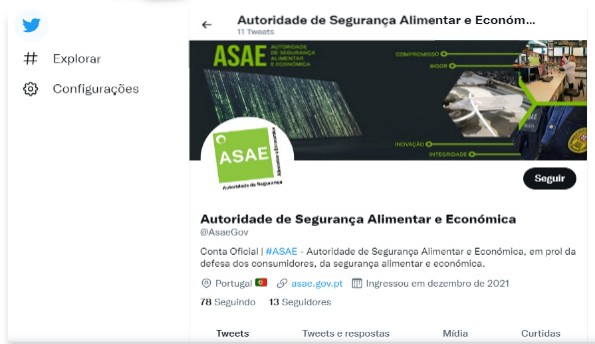 Autoridade de Segurança Alimentar e Económ...
11 Tweets
Explorar
Configurações
ASAE AUTORIDADE DE SEGURANÇA ALIMENTAR E ECONÓMICA
COMPROMISSO
RIGOR
INOVAÇÃO
INTEGRIDADE
ASAE
Alimentar e Económica
Autoridade de Segurança
Seguir
Autoridade de Segurança Alimentar e Económica
@AsaeGov
Conta Oficial | #ASAE - Autoridade de Segurança Alimentar e Económica, em prol da
defesa dos consumidores, da segurança alimentar e económica.
Portugal 🇵🇹 asae.gov.pt Ingressou em dezembro de 2021
78 Seguindo 13 Seguidores
Tweets Tweets e respostas Mídia Curtidas